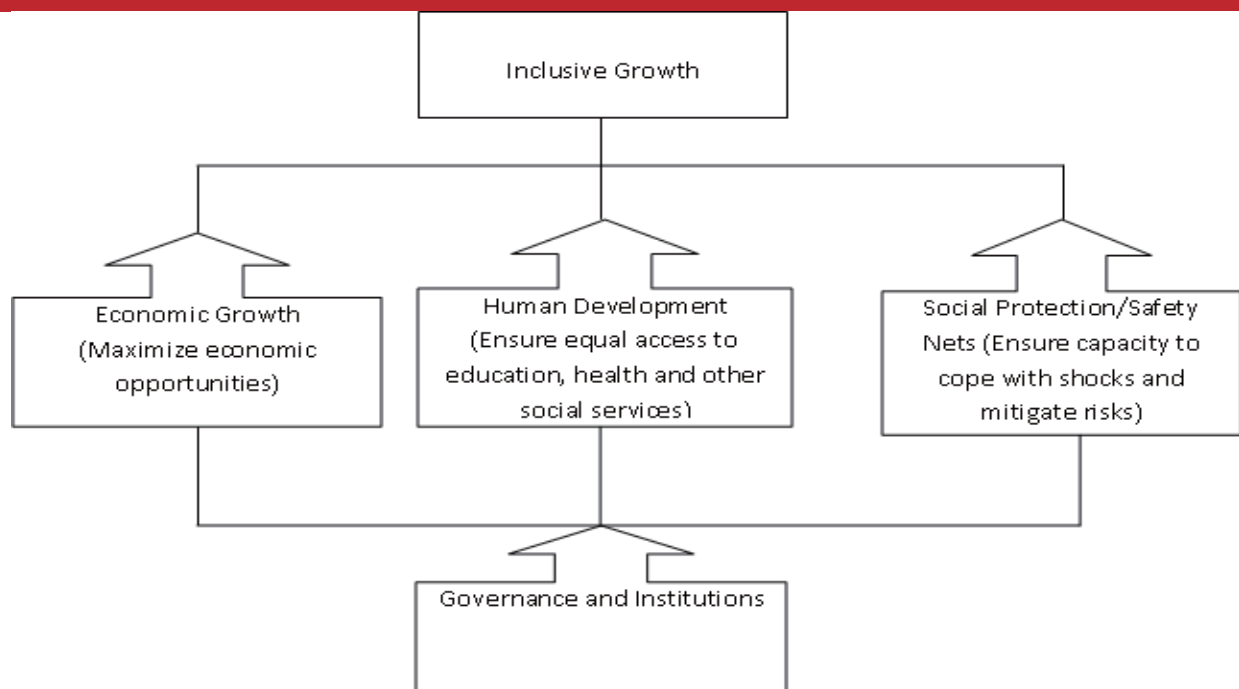 Inclusive Growth
Economic Growth
(Maximize economic
opportunities)
Human Development
(Ensure equal access to
education, health and other
social services)
Social Protection/Safety
Nets (Ensure capacity to
cope with shocks and
mitigate risks)
Governance and Institutions